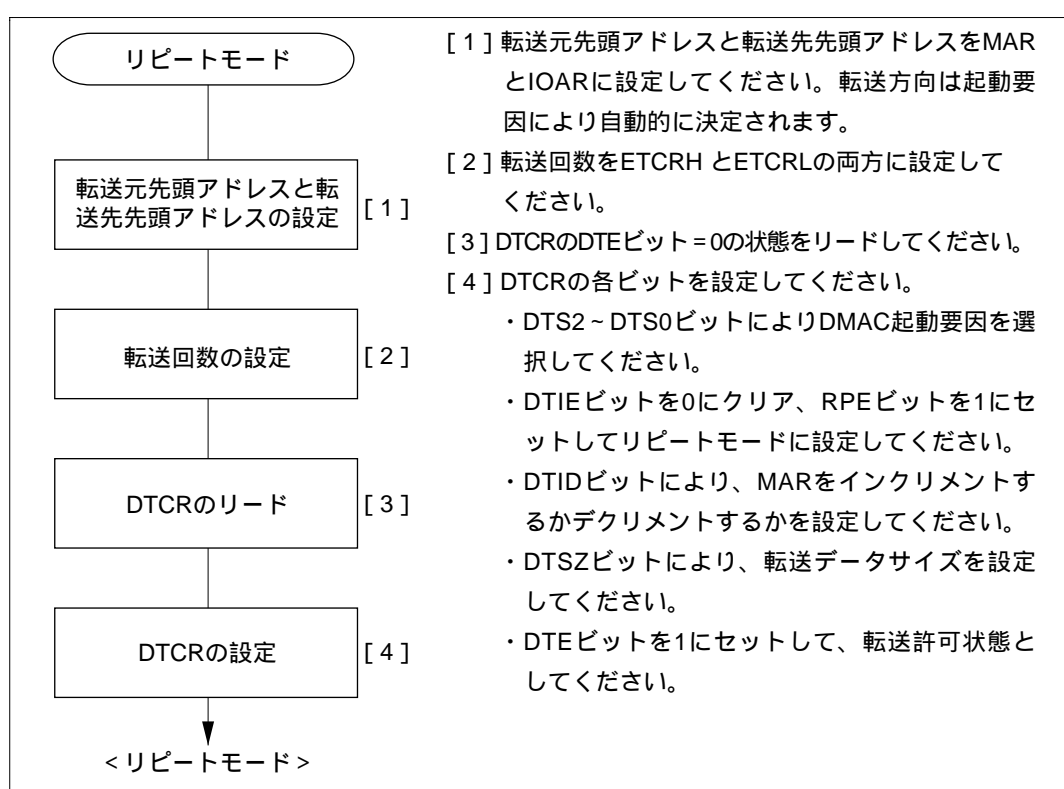 リピートモード
転送元先頭アドレスと転
送先先頭アドレスの設定
[1]
転送回数の設定
[2]
DTCRのリード
[3]
DTCRの設定
[4]
<リピートモード>
[1]転送元先頭アドレスと転送先先頭アドレスをMAR
とIOARに設定してください。転送方向は起動要
因により自動的に決定されます。
[2]転送回数をETCRH とETCRLの両方に設定して
ください。
[3]DTCRのDTEビット=0の状態をリードしてください。
[4]DTCRの各ビットを設定してください。
・DTS2~DTS0ビットによりDMAC起動要因を選
択してください。
・DTIEビットを0にクリア、RPEビットを1にセ
ットしてリピートモードに設定してください。
・DTIDビットにより、MARをインクリメントす
るかデクリメントするかを設定してください。
・DTSZビットにより、転送データサイズを設定
してください。
・DTEビットを1にセットして、転送許可状態と
してください。